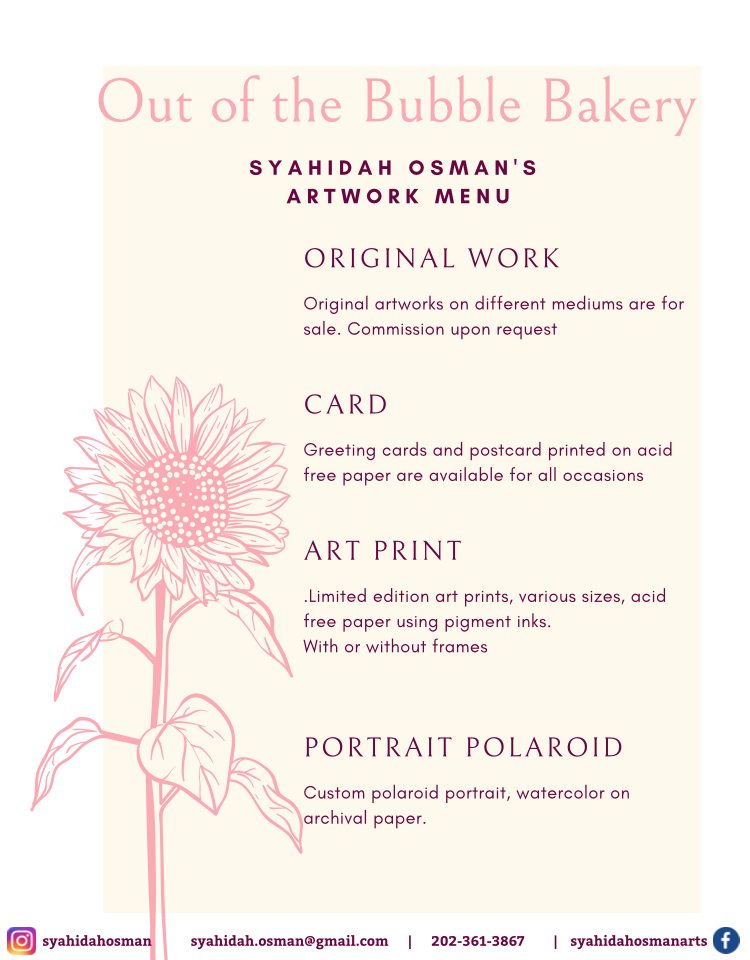 Out of the Bubble Bakery
SYAHIDAH OSMAN'S
ARTWORK MENU
ORIGINAL WORK
Original artworks on different mediums are for
sale. Commission upon request
CARD
Greeting cards and postcard printed on acid
free paper are available for all occasions
ART PRINT
.Limited edition art prints, various sizes, acid
free paper using pigment inks.
With or without frames
PORTRAIT POLAROID
Custom polaroid portrait, watercolor on
archival paper.
syahidahosman syahidah.osman@gmail.com | 202-361-3867 | syahidahosmanarts